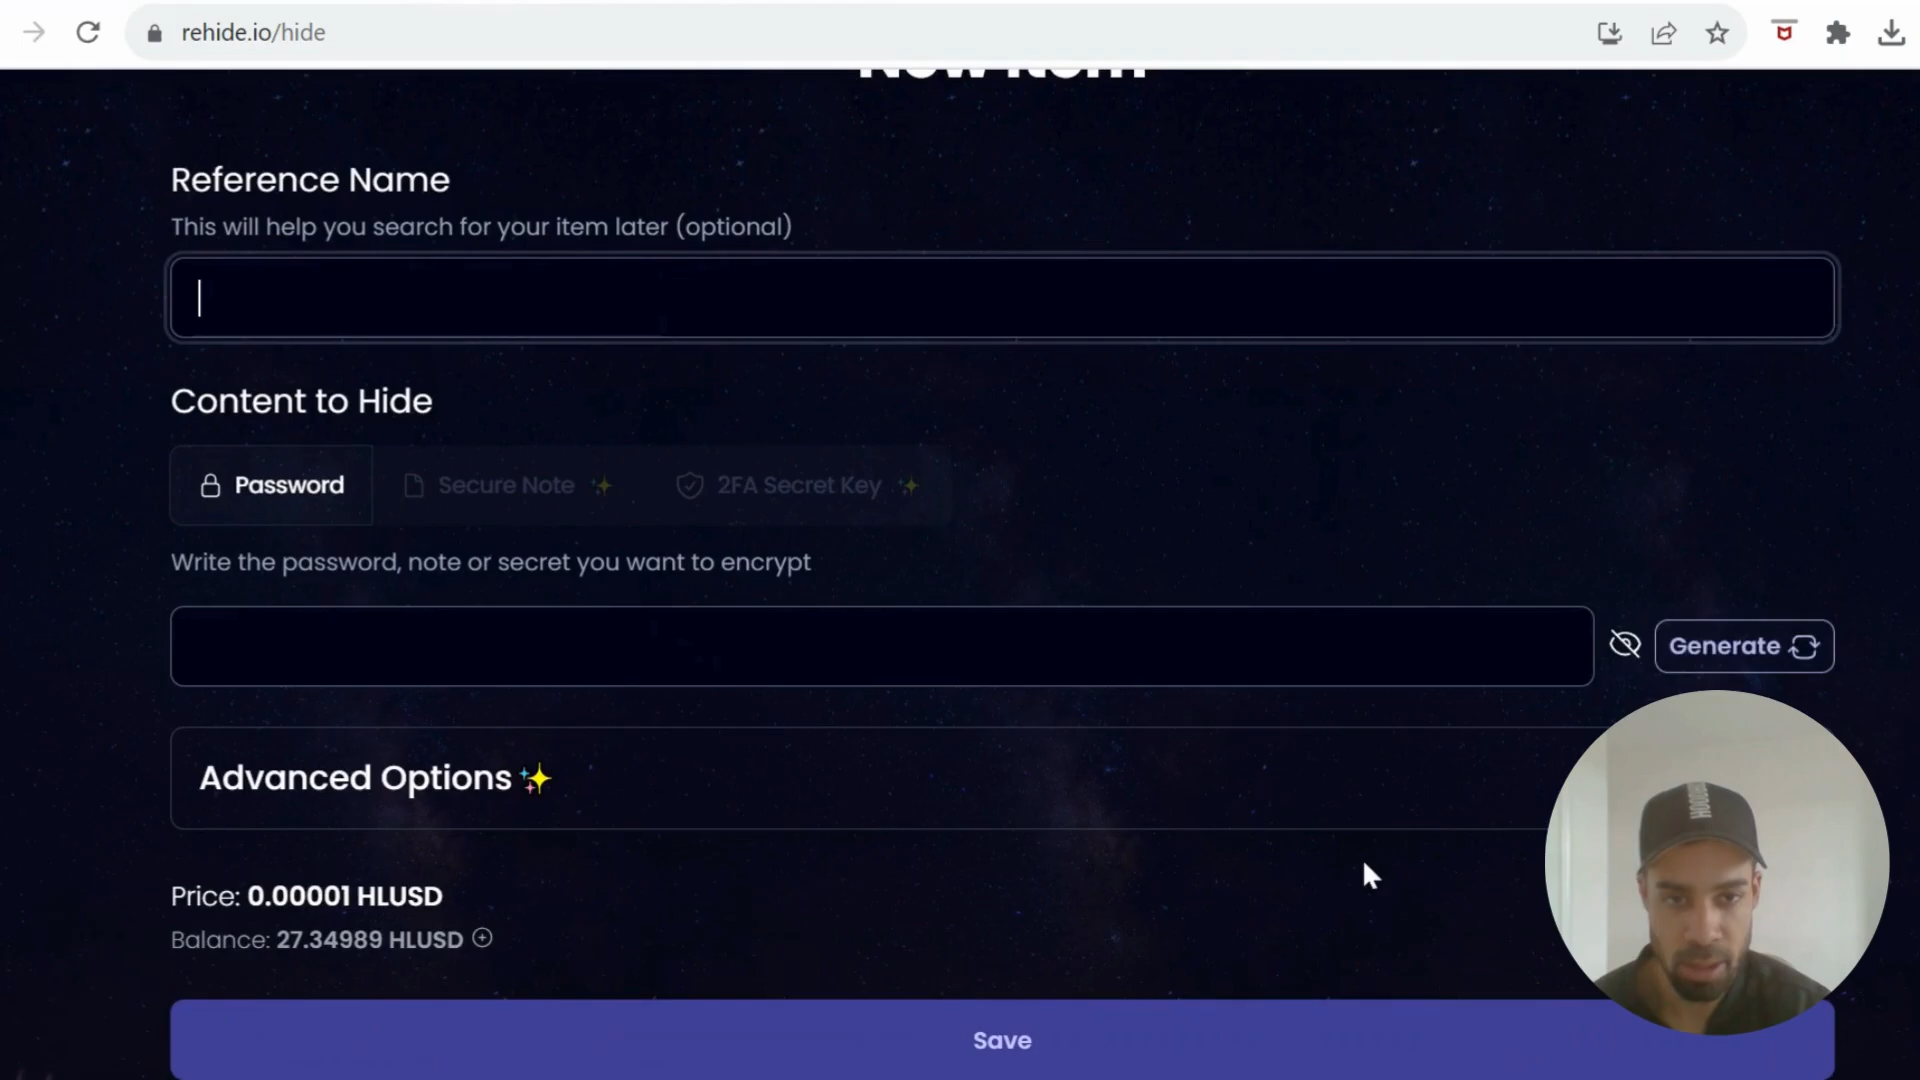 rehide.io/hide
New Item
Reference Name
This will help you search for your item later (optional)
Content to Hide
Password
Secure Note
2FA Secret Key
Write the password, note or secret you want to encrypt
Generate
Advanced Options
Price: 0.00001 HLUSD
Balance: 27.34989 HLUSD
Save